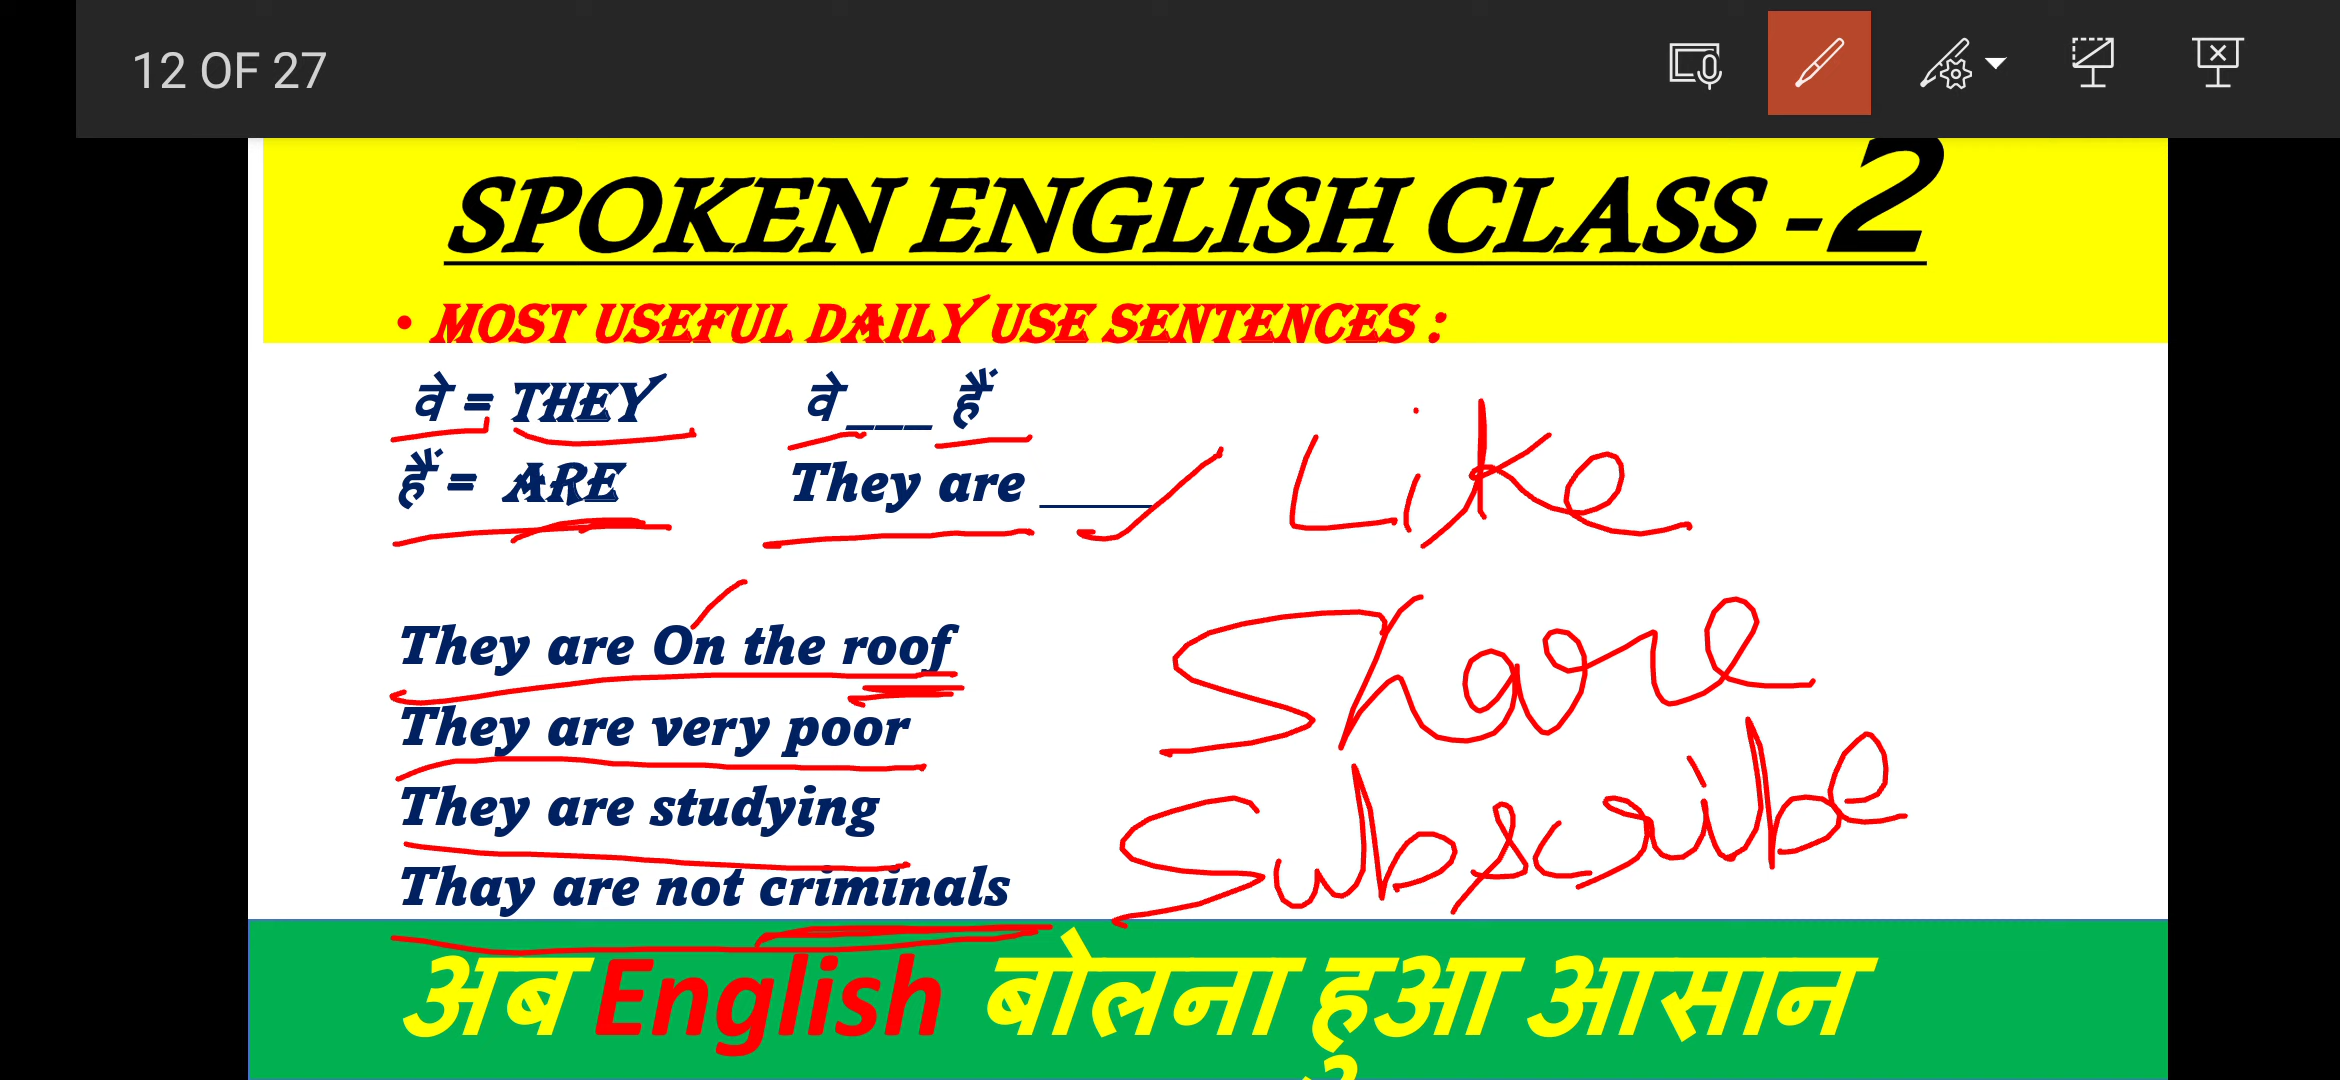 12 OF 27
SPOKEN ENGLISH CLASS -2
• MOST USEFUL DAILY USE SENTENCES :
वे = THEY वे___ हैं
हैं = ARE They are _____
Like
They are On the roof
Share
They are very poor
They are studying
Subscribe
Thay are not criminals
अब English बोलना हुआ आसान